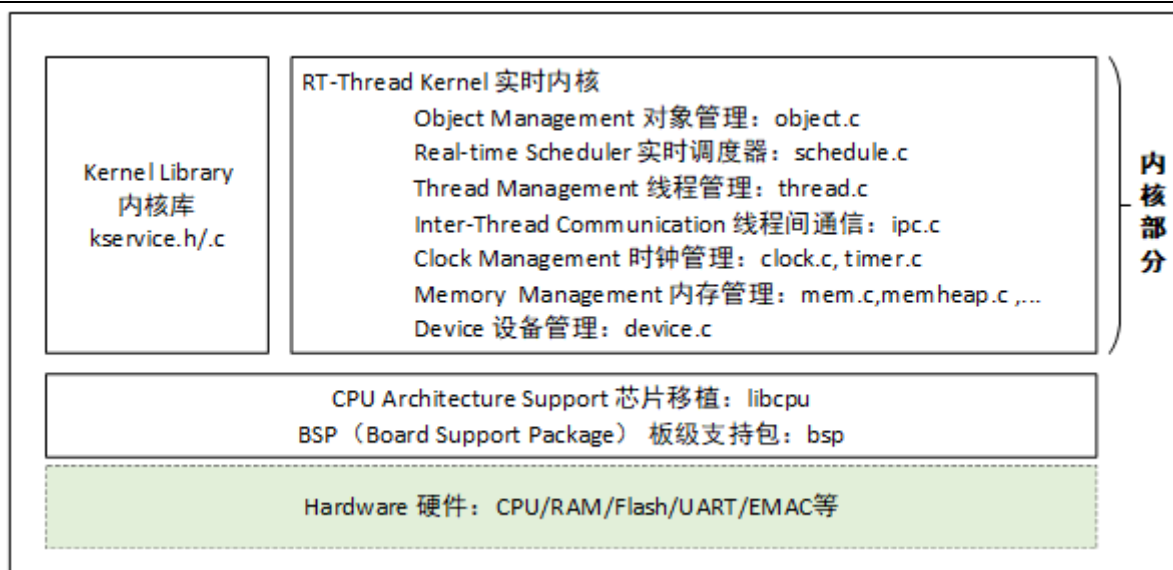 Kernel Library
内核库
kservice.h/.c
RT-Thread Kernel 实时内核
Object Management 对象管理：object.c
Real-time Scheduler 实时调度器：schedule.c
Thread Management 线程管理：thread.c
Inter-Thread Communication 线程间通信：ipc.c
Clock Management 时钟管理：clock.c, timer.c
Memory Management 内存管理：mem.c,memheap.c ,...
Device 设备管理：device.c
内
核
部
分
CPU Architecture Support 芯片移植：libcpu
BSP（Board Support Package） 板级支持包：bsp
Hardware 硬件：CPU/RAM/Flash/UART/EMAC等